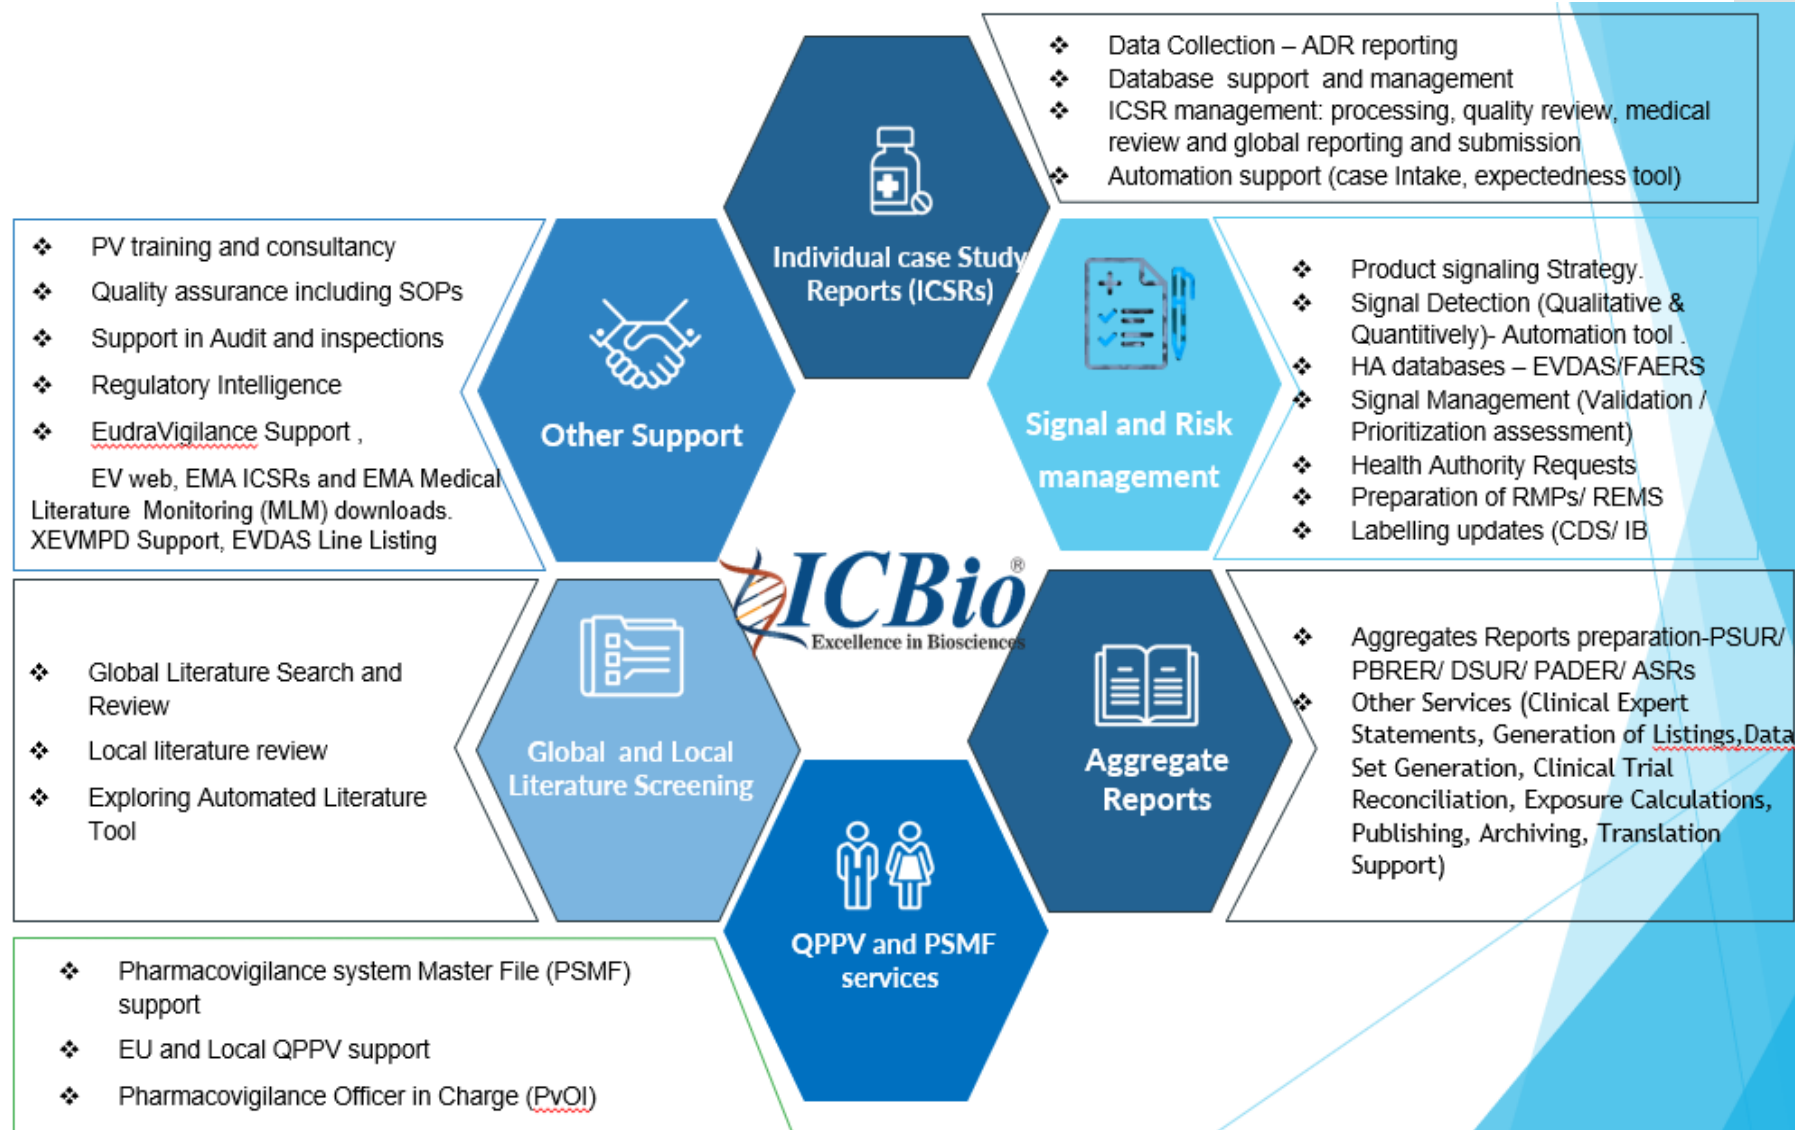 ❖ Data Collection – ADR reporting
❖ Database support and management
❖ ICSR management: processing, quality review, medical
review and global reporting and submission
❖ Automation support (case Intake, expectedness tool)
Individual case Study
Reports (ICSRs)
❖ Product signaling Strategy.
❖ Signal Detection (Qualitative &
Quantitively)- Automation tool .
❖ HA databases – EVDAS/FAERS
❖ Signal Management (Validation /
Prioritization assessment)
❖ Health Authority Requests
❖ Preparation of RMPs/ REMS
❖ Labelling updates (CDS/ IB
Signal and Risk
management
❖ PV training and consultancy
❖ Quality assurance including SOPs
❖ Support in Audit and inspections
❖ Regulatory Intelligence
❖ EudraVigilance Support ,
EV web, EMA ICSRs and EMA Medical
Literature Monitoring (MLM) downloads.
XEVMPD Support, EVDAS Line Listing
Other Support
ICBio®
Excellence in Biosciences
❖ Global Literature Search and
Review
❖ Local literature review
❖ Exploring Automated Literature
Tool
Global and Local
Literature Screening
❖ Aggregates Reports preparation-PSUR/
PBRER/ DSUR/ PADER/ ASRs
❖ Other Services (Clinical Expert
Statements, Generation of Listings,Data
Set Generation, Clinical Trial
Reconciliation, Exposure Calculations,
Publishing, Archiving, Translation
Support)
Aggregate
Reports
QPPV and PSMF
services
❖ Pharmacovigilance system Master File (PSMF)
support
❖ EU and Local QPPV support
❖ Pharmacovigilance Officer in Charge (PvOI)